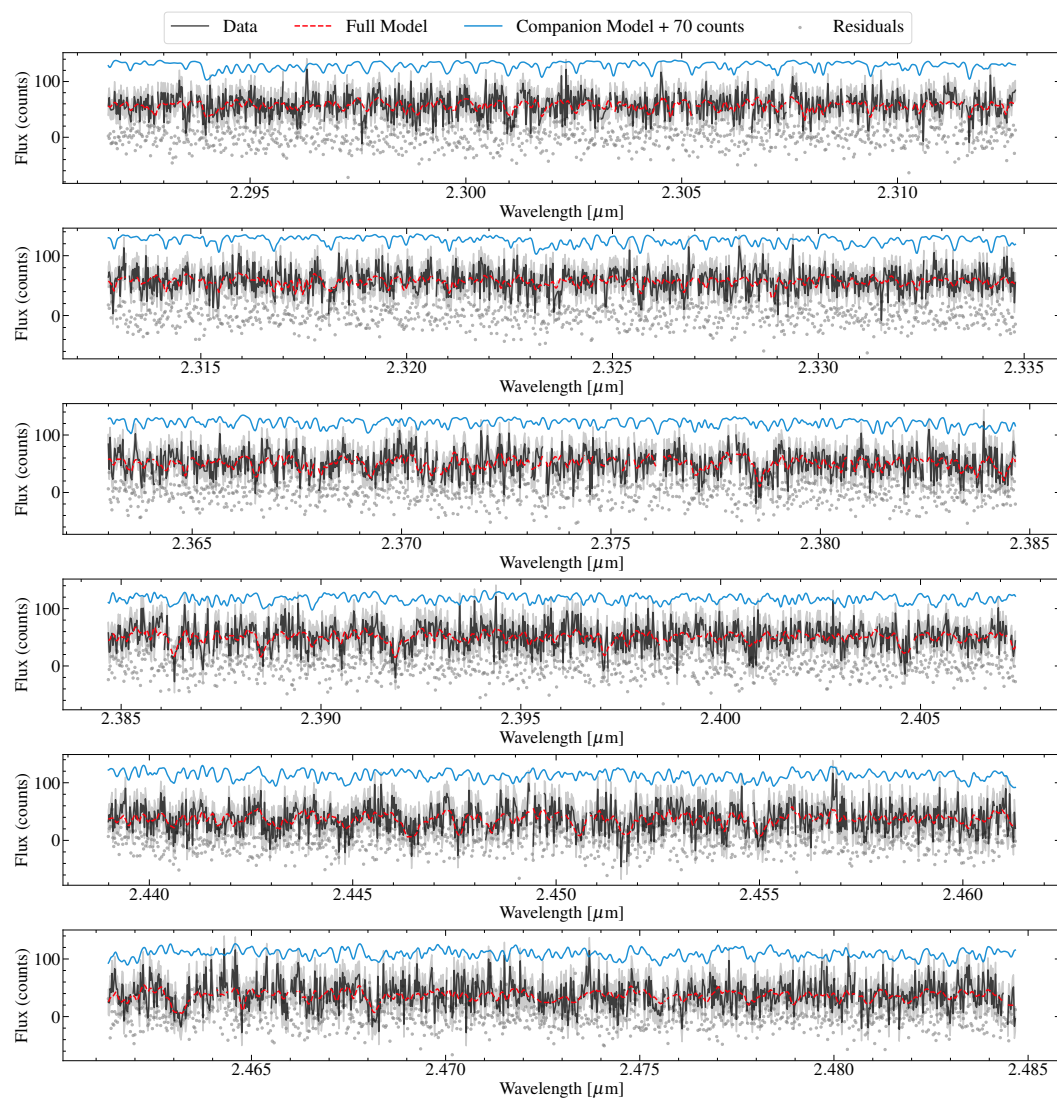 Data Full Model Companion Model + 70 counts Residuals
Flux (counts)
100
0
2.295 2.300 2.305 2.310
Wavelength [μm]
Flux (counts)
100
0
2.315 2.320 2.325 2.330 2.335
Wavelength [μm]
Flux (counts)
100
0
2.365 2.370 2.375 2.380 2.385
Wavelength [μm]
Flux (counts)
100
0
2.385 2.390 2.395 2.400 2.405
Wavelength [μm]
Flux (counts)
100
0
2.440 2.445 2.450 2.455 2.460
Wavelength [μm]
Flux (counts)
100
0
2.465 2.470 2.475 2.480 2.485
Wavelength [μm]